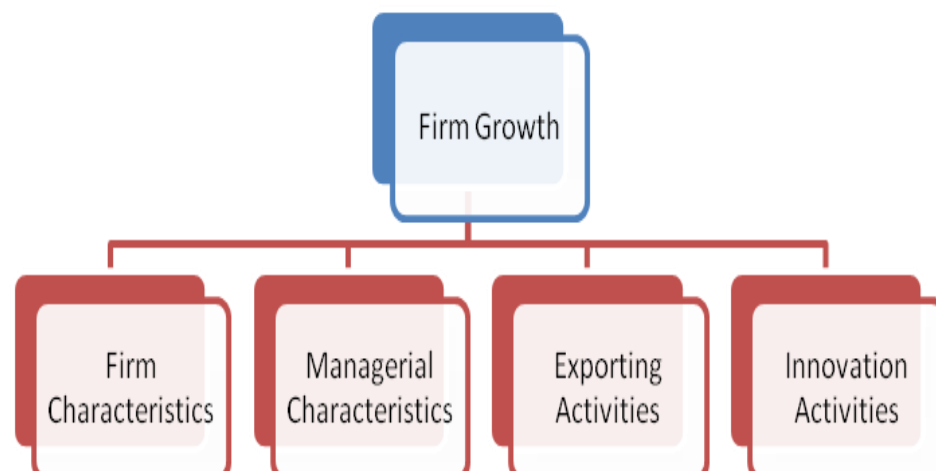 Firm Growth
Firm
Characteristics
Managerial
Characteristics
Exporting
Activities
Innovation
Activities